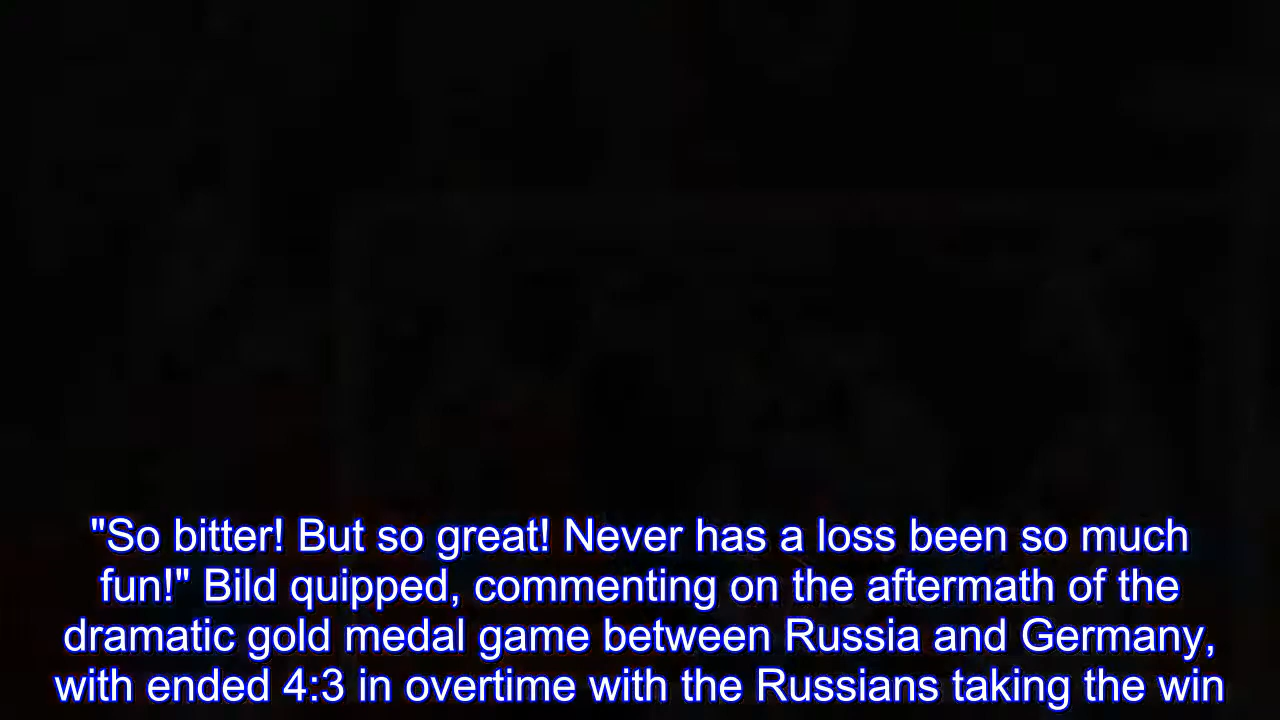 "So bitter! But so great! Never has a loss been so much
fun!" Bild quipped, commenting on the aftermath of the
dramatic gold medal game between Russia and Germany,
with ended 4:3 in overtime with the Russians taking the win